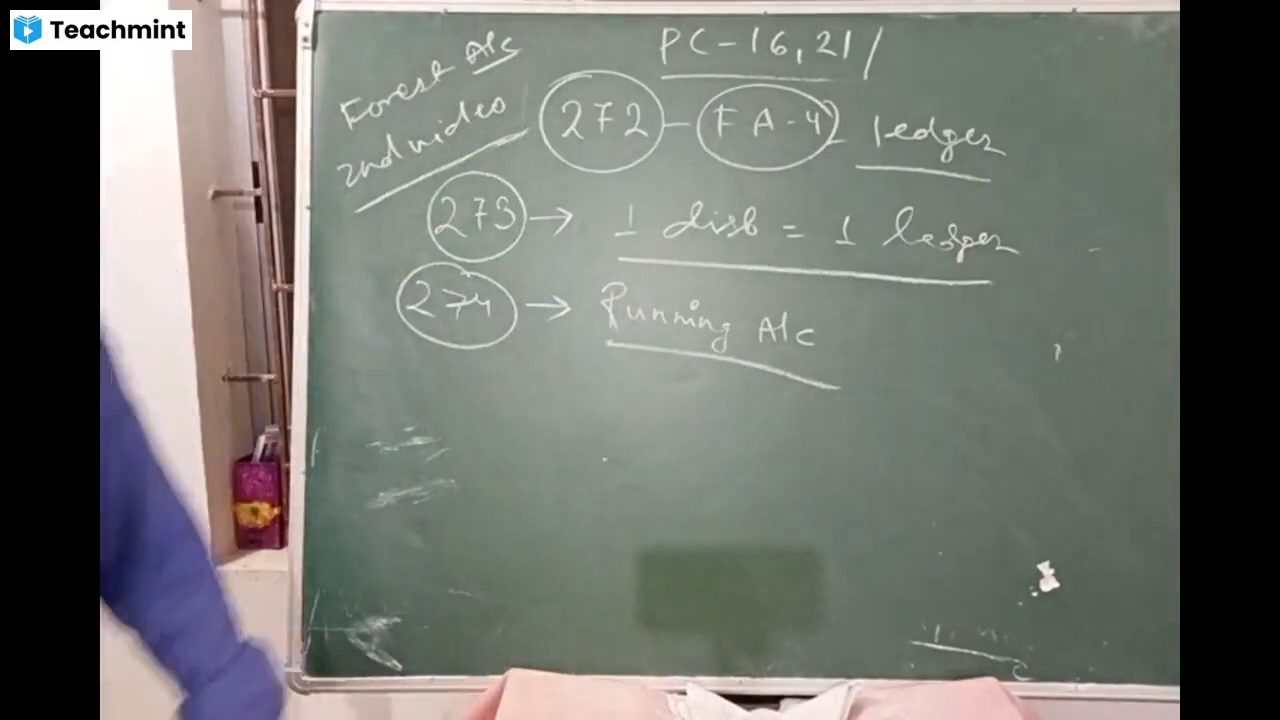 Teachmint
PC-16,21/
Forest A/c
2nd video
272 - FA-4 - ledger
273 → 1 disb = 1 ledger
274 → Running A/c